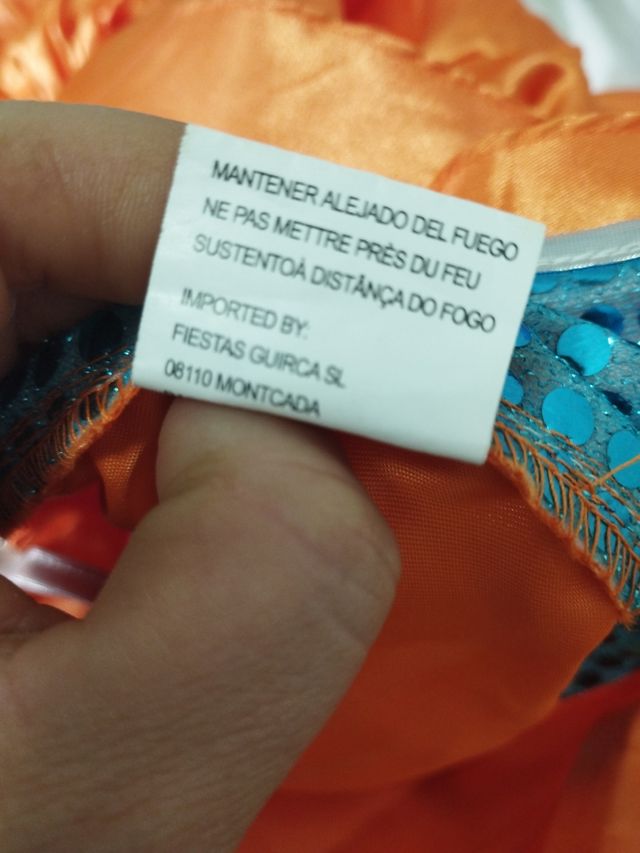 MANTENER ALEJADO DEL FUEGO
NE PAS METTRE PRÈS DU FEU
SUSTENTOÀ DISTÂNÇA DO FOGO
IMPORTED BY:
FIESTAS GUIRCA SL
08110 MONTCADA